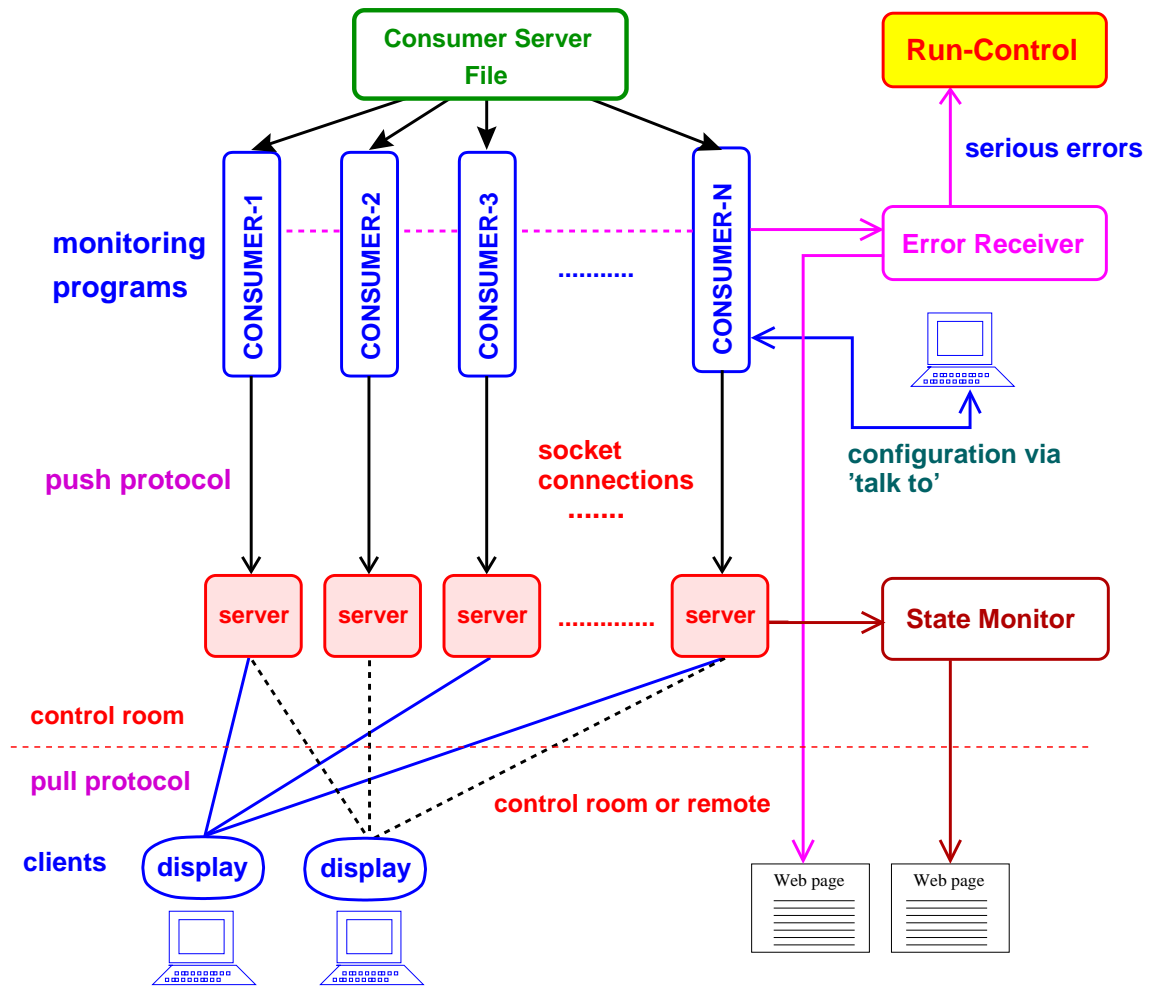 Consumer Server
File
Run-Control
serious errors
CONSUMER-1
CONSUMER-2
CONSUMER-3
CONSUMER-N
monitoring
programs
...........
Error Receiver
push protocol
socket
connections
.......
configuration via
’talk to’
server
server
server
..............
server
State Monitor
control room
pull protocol
control room or remote
clients
display
display
Web page
Web page